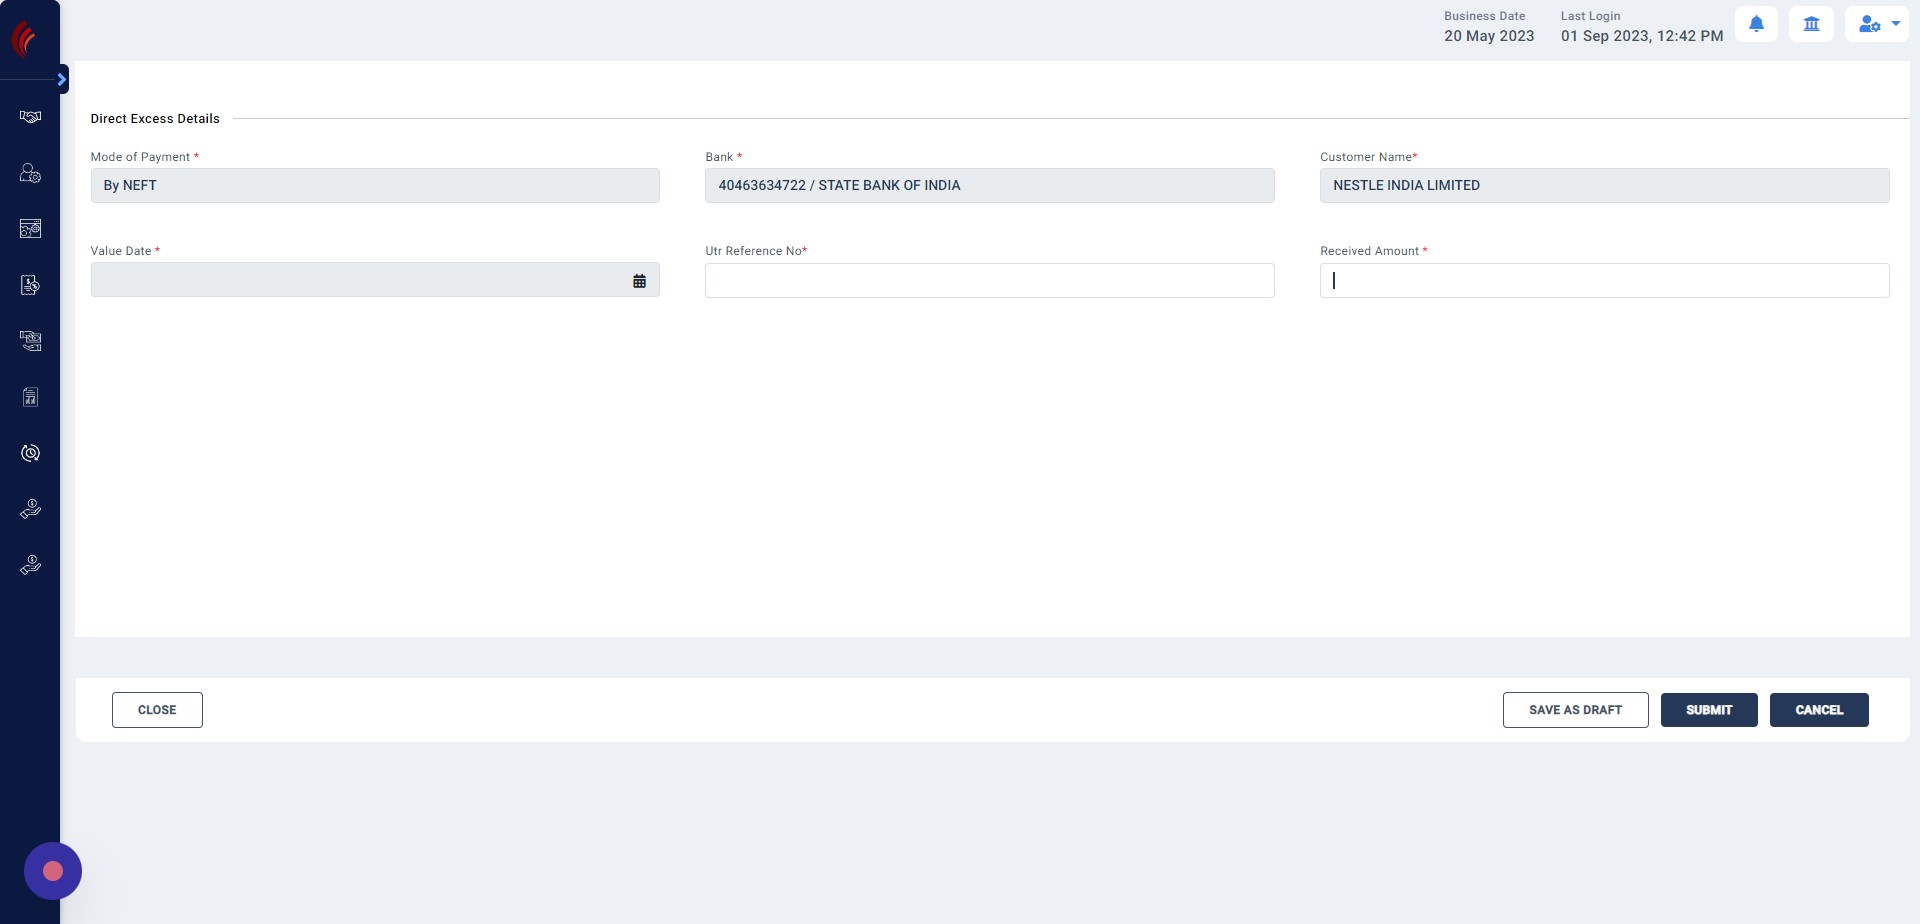 Business Date
20 May 2023
Last Login
01 Sep 2023, 12:42 PM
Direct Excess Details
Mode of Payment *
By NEFT
Bank *
40463634722 / STATE BANK OF INDIA
Customer Name*
NESTLE INDIA LIMITED
Value Date *
Utr Reference No*
Received Amount *
CLOSE
SAVE AS DRAFT
SUBMIT
CANCEL